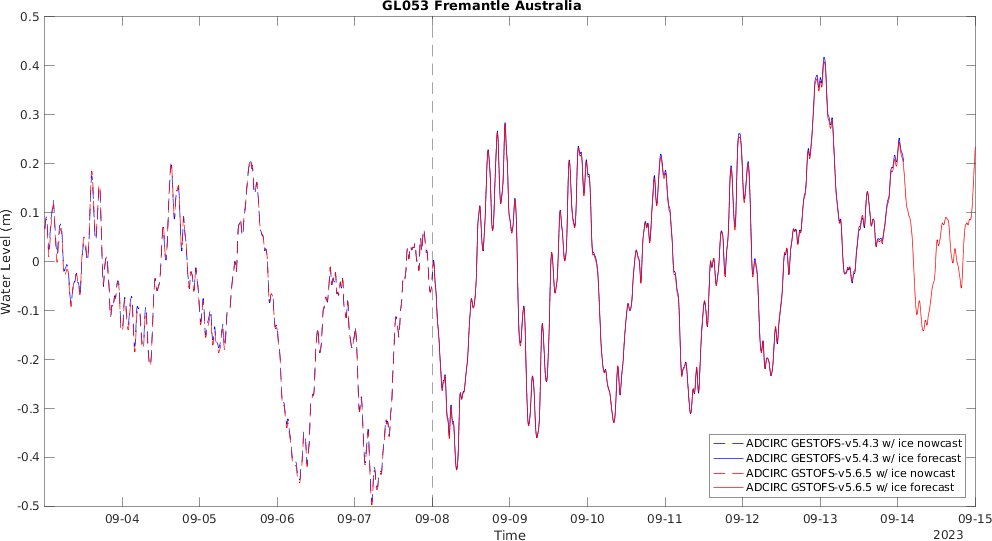 GL053 Fremantle Australia
0.5
0.4
0.3
0.2
0.1
0
-0.1
-0.2
-0.3
-0.4
-0.5
Water Level (m)
ADCIRC GESTOFS-v5.4.3 w/ ice nowcast
ADCIRC GESTOFS-v5.4.3 w/ ice forecast
ADCIRC GSTOFS-v5.6.5 w/ ice nowcast
ADCIRC GSTOFS-v5.6.5 w/ ice forecast
09-04 09-05 09-06 09-07 09-08 09-09 09-10 09-11 09-12 09-13 09-14 09-15
Time
2023